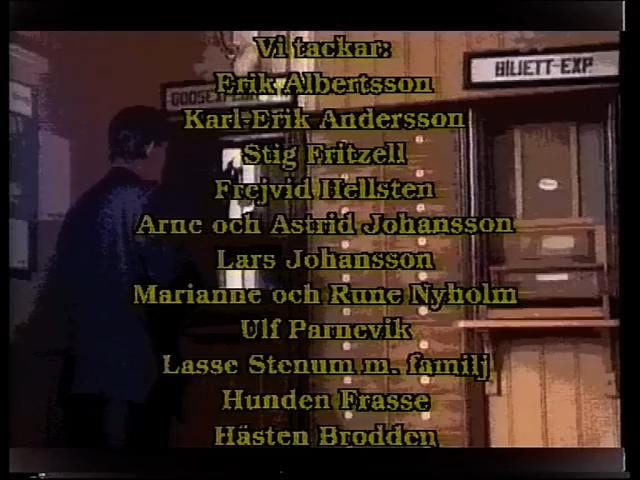 Vi tackar:
BILJETT-EXP.
Erik Albertsson
Karl-Erik Andersson
Stig Fritzell
Frejvid Hellsten
Arne och Astrid Johansson
Lars Johansson
Marianne och Rune Nyholm
Ulf Parnevik
Lasse Stenum m. familj
Hunden Frasse
Hästen Brodden